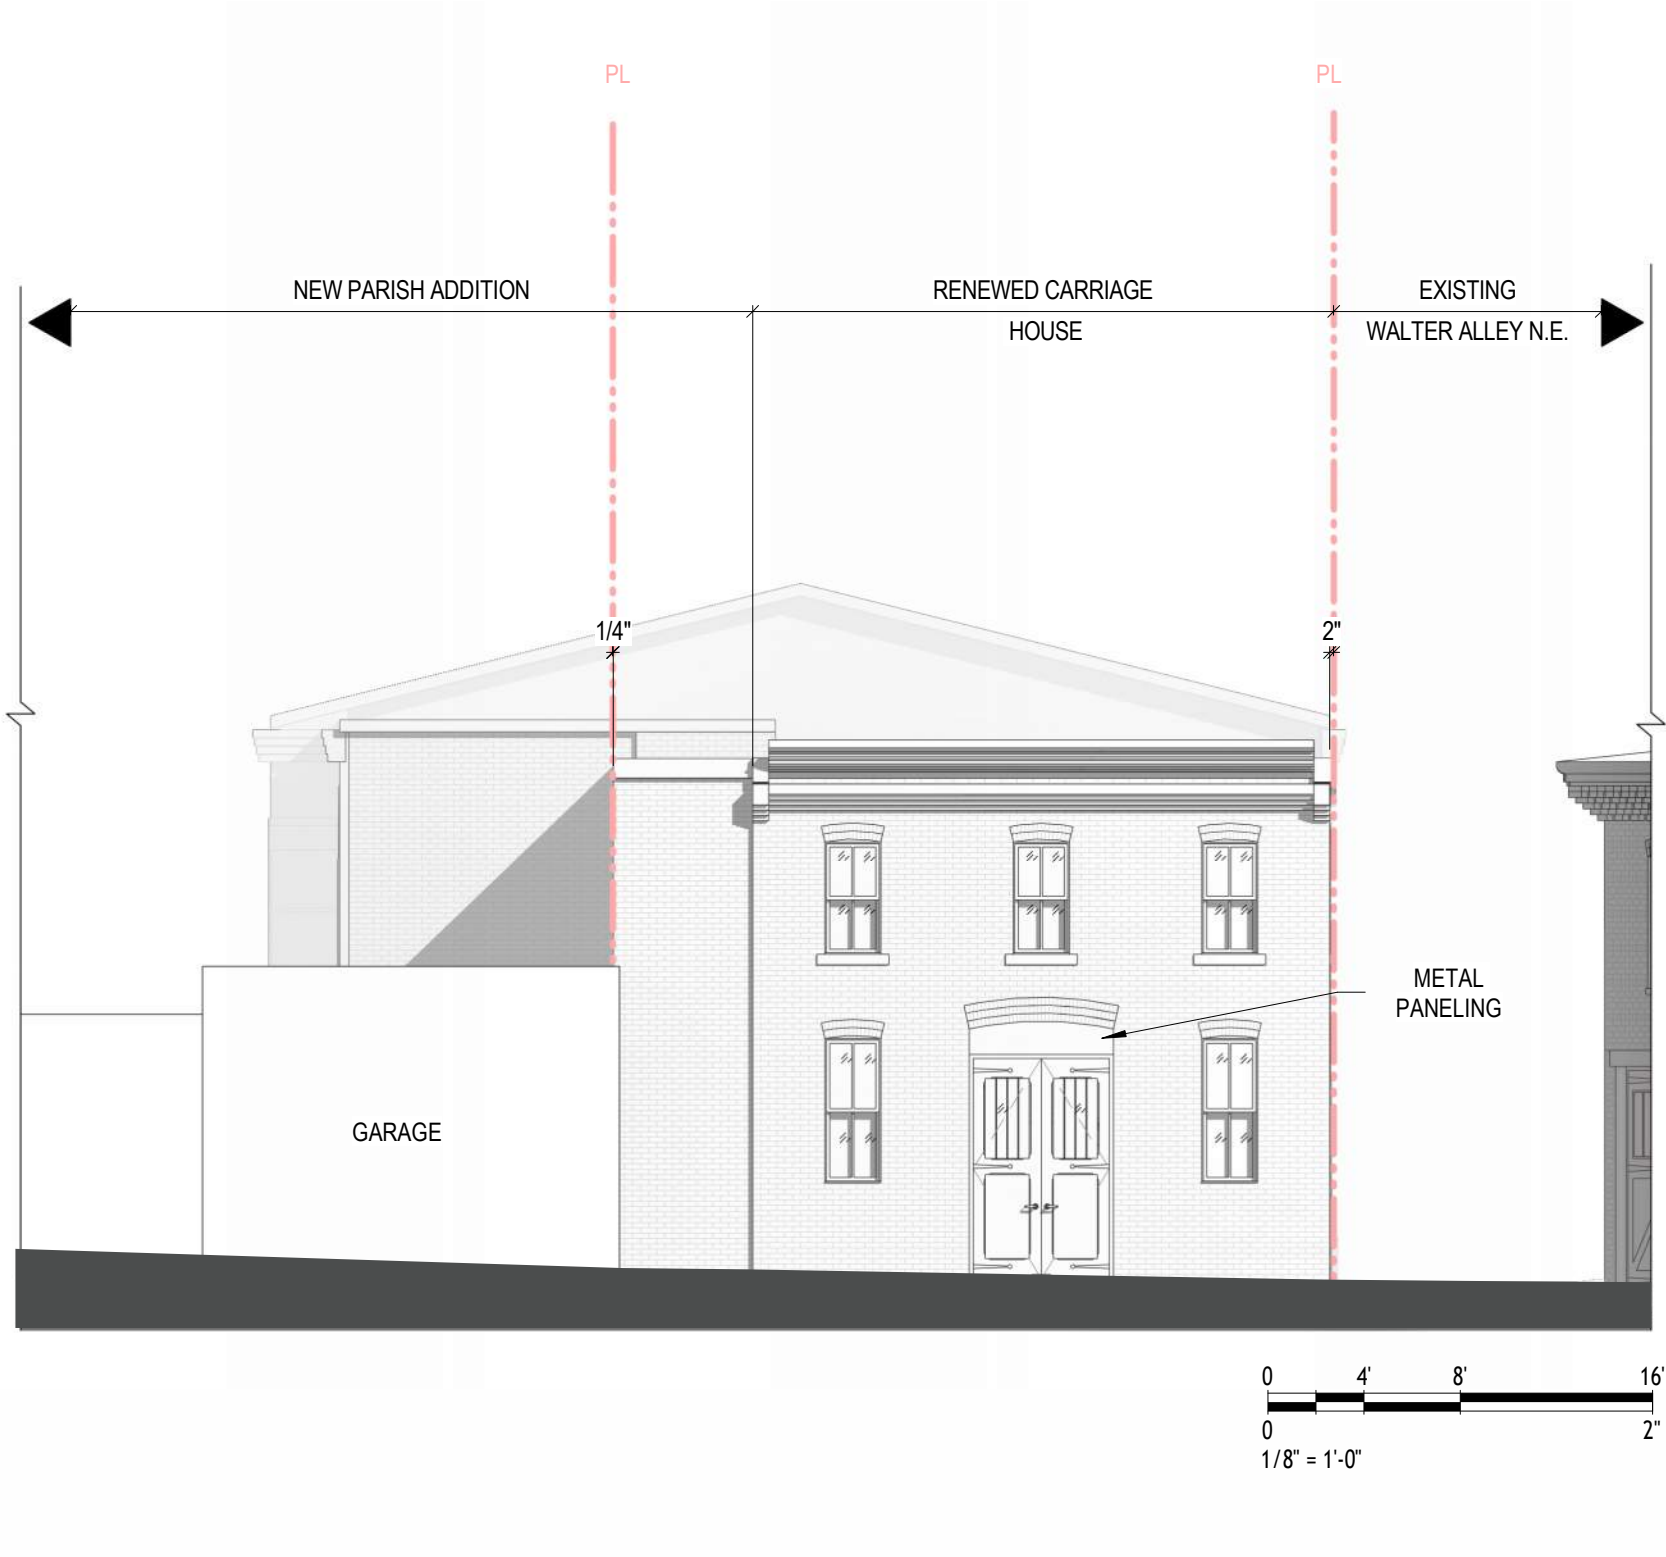 PL
PL
NEW PARISH ADDITION
RENEWED CARRIAGE
HOUSE
EXISTING
WALTER ALLEY N.E.
1/4"
2"
METAL
PANELING
GARAGE
0 4' 8' 16'
0 2"
1/8" = 1'-0"